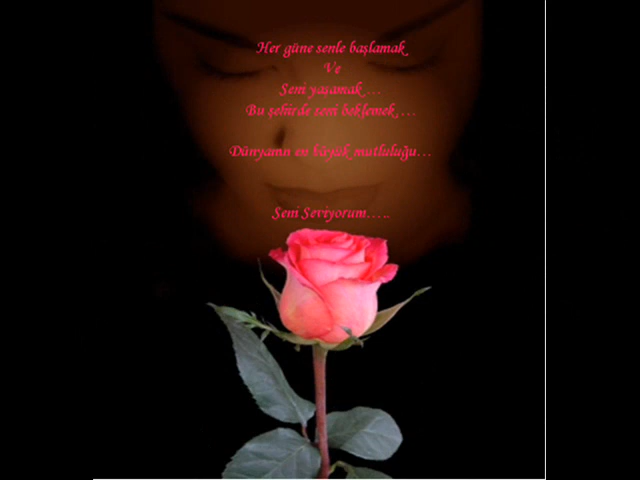 Her güne senle başlamak
Ve
Seni yaşamak ...
Bu şehirde seni beklemek ...
Dünyanın en büyük mutluluğu...
Seni Seviyorum.....